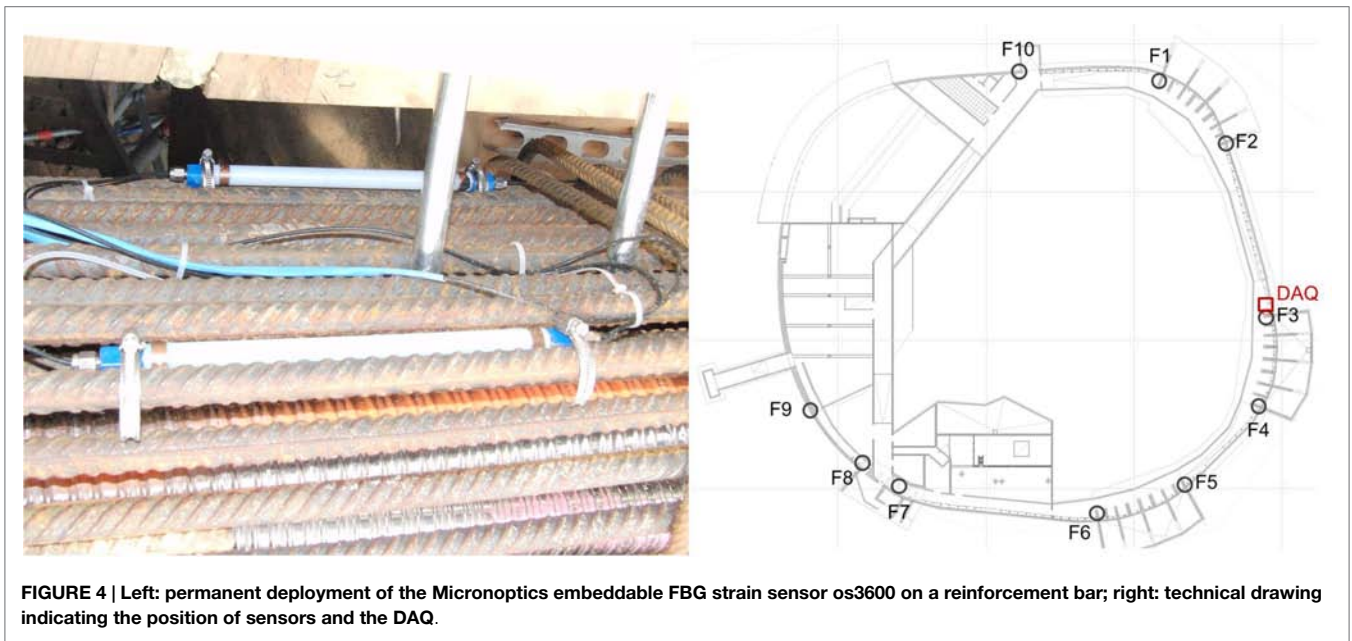 F10
F1
F2
DAQ
F3
F4
F5
F6
F7
F8
F9
FIGURE 4 | Left: permanent deployment of the Micronoptics embeddable FBG strain sensor os3600 on a reinforcement bar; right: technical drawing
indicating the position of sensors and the DAQ.